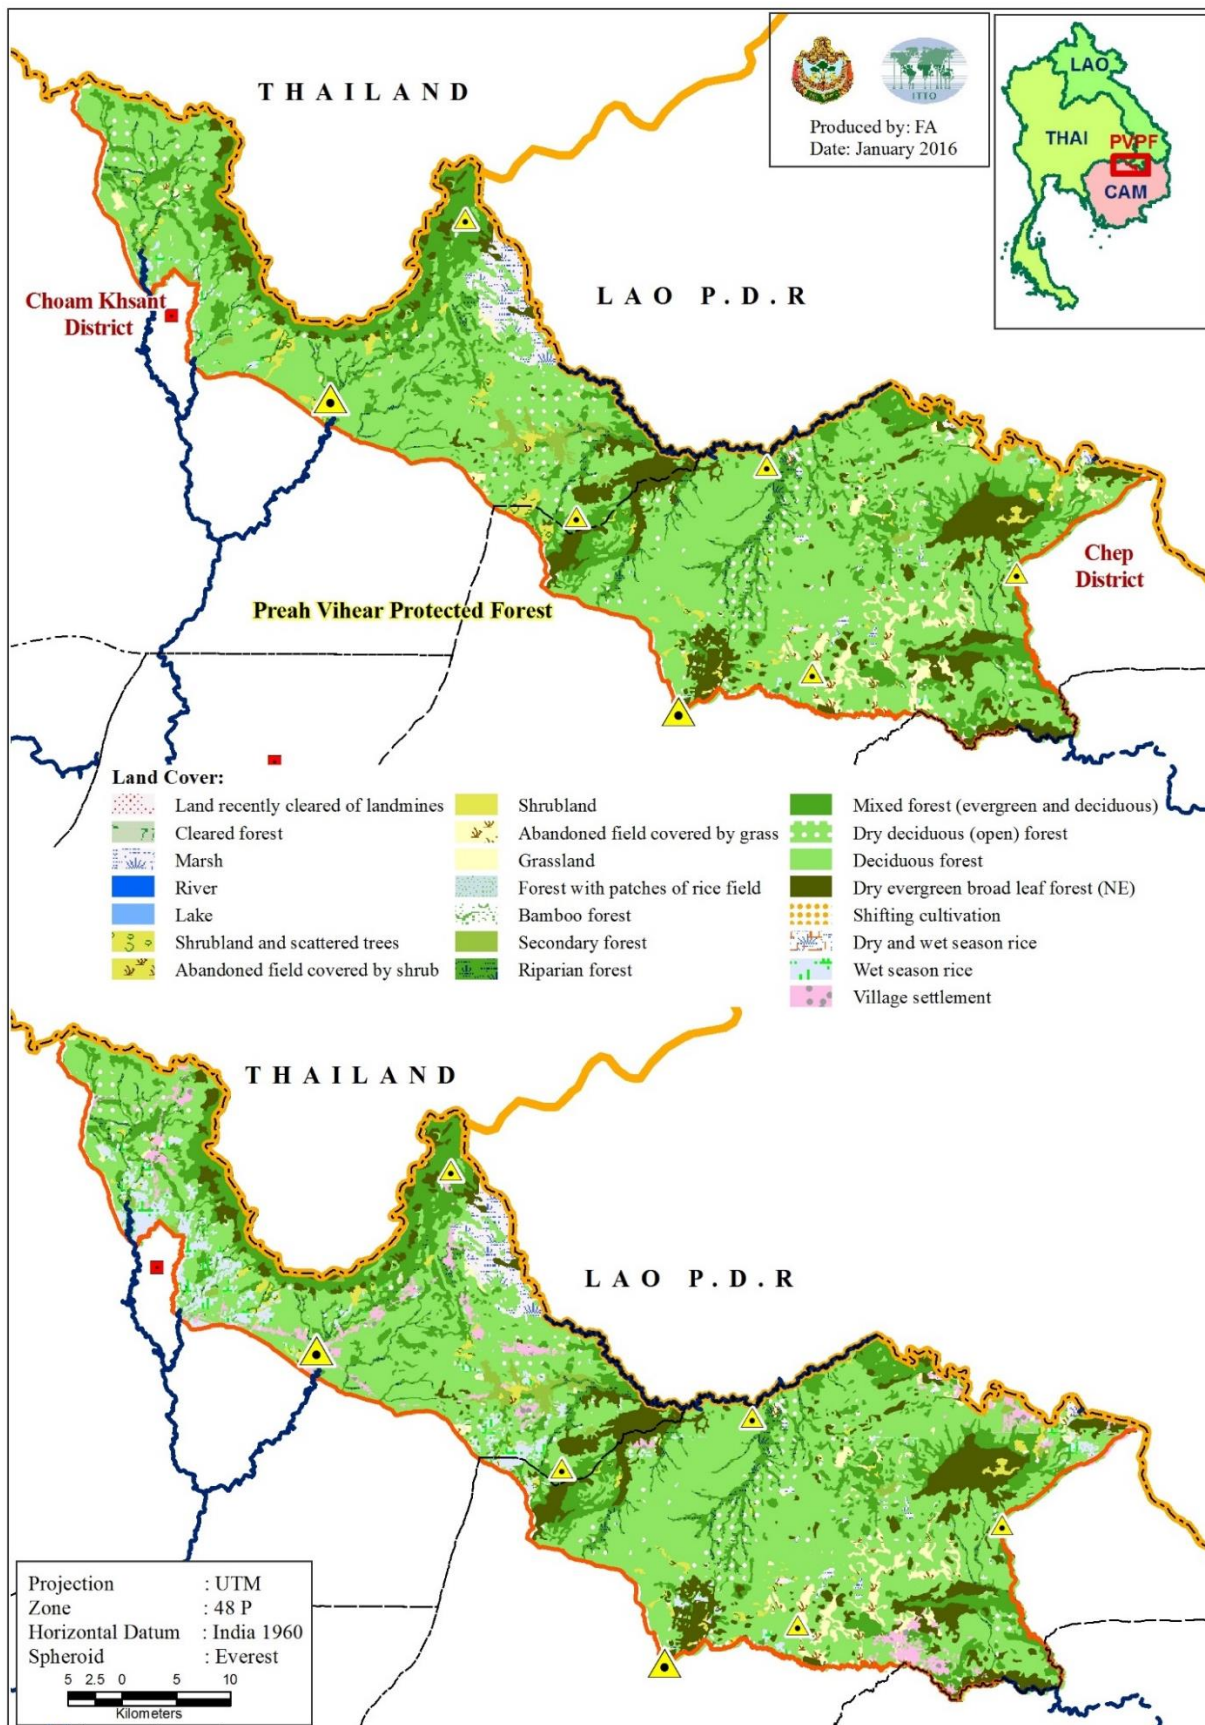 THAILAND
ITTO
Produced by: FA
Date: January 2016
LAO
THAI
PVPF
CAM
LAO P.D.R
Choam Khsant
District
Chep
District
Preah Vihear Protected Forest
Land Cover:
Land recently cleared of landmines
Cleared forest
Marsh
River
Lake
Shrubland and scattered trees
Abandoned field covered by shrub
Shrubland
Abandoned field covered by grass
Grassland
Forest with patches of rice field
Bamboo forest
Secondary forest
Riparian forest
Mixed forest (evergreen and deciduous)
Dry deciduous (open) forest
Deciduous forest
Dry evergreen broad leaf forest (NE)
Shifting cultivation
Dry and wet season rice
Wet season rice
Village settlement
THAILAND
LAO P.D.R
Projection : UTM
Zone : 48 P
Horizontal Datum : India 1960
Spheroid : Everest
5 2.5 0 5 10
Kilometers